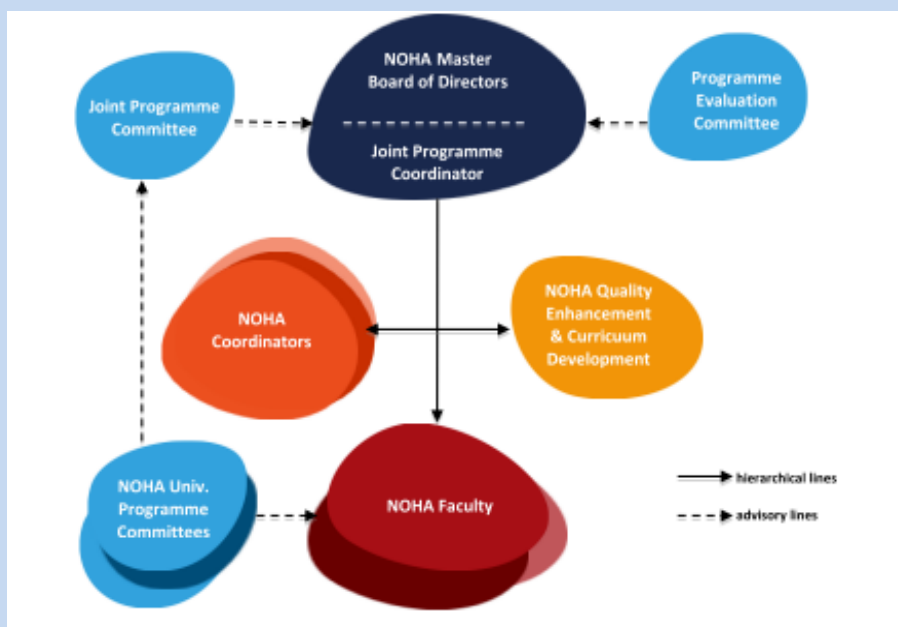 NOHA Master
Board of Directors
Joint Programme
Coordinator
Joint Programme
Committee
Programme
Evaluation
Committee
NOHA
Coordinators
NOHA Quality
Enhancement
& Curricuum
Development
NOHA Univ.
Programme
Committees
NOHA Faculty
hierarchical lines
advisory lines